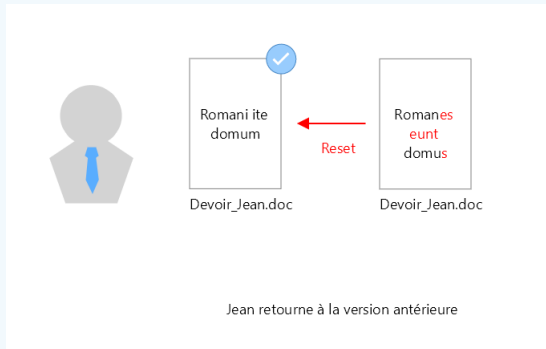 Romani ite
domum
Romanes
eunt
domus
Reset
Devoir_Jean.doc
Devoir_Jean.doc
Jean retourne à la version antérieure